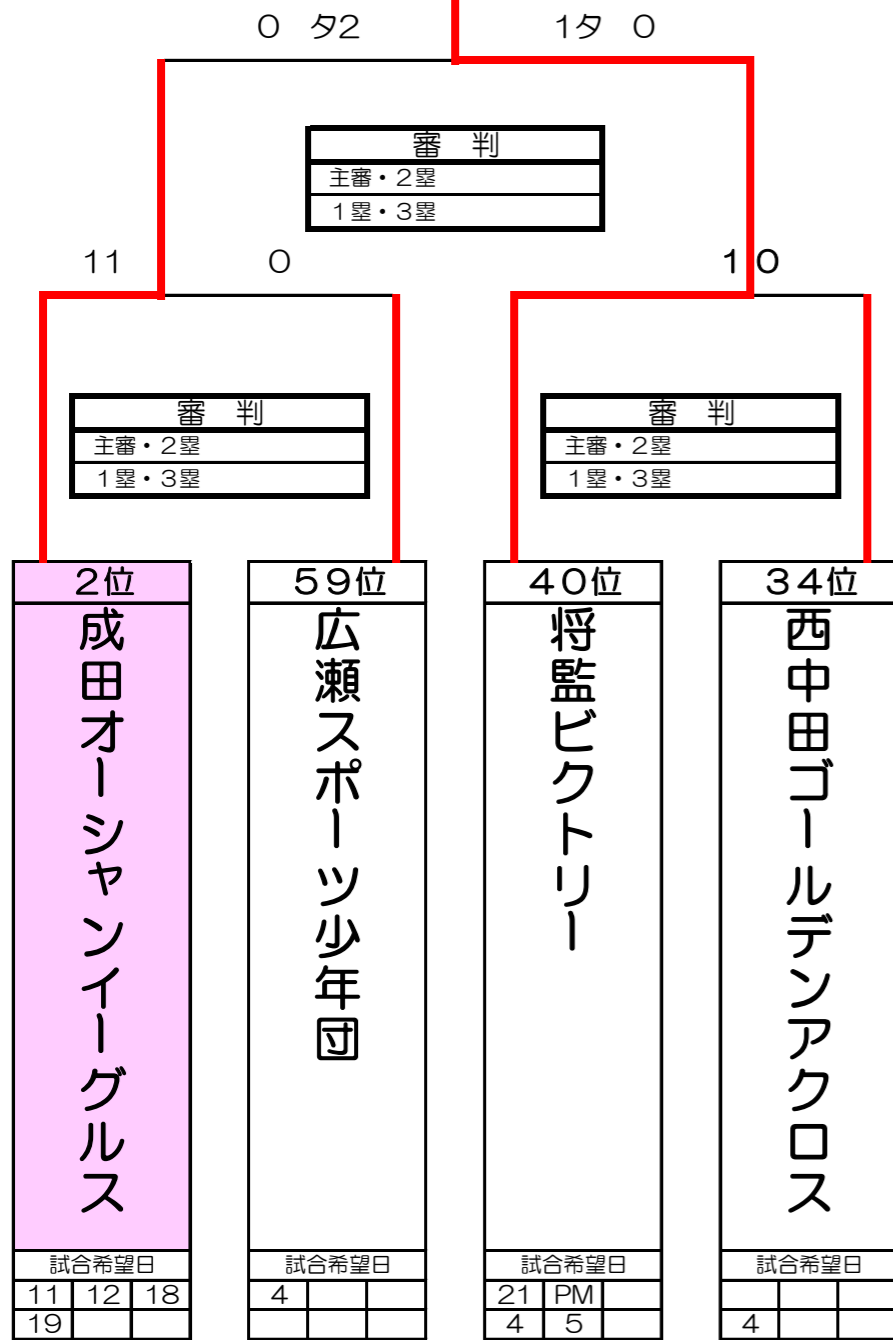 0 タ2 1タ 0
審 判
主審・2塁
1塁・3塁
11 0 10
審 判
主審・2塁
1塁・3塁
審 判
主審・2塁
1塁・3塁
2位
成田オーシャンイーグルス
試合希望日
11 12 18
19
59位
広瀬スポーツ少年団
試合希望日
4
40位
将監ビクトリー
試合希望日
21 PM
4 5
34位
西中田ゴールデンアクロス
試合希望日
4